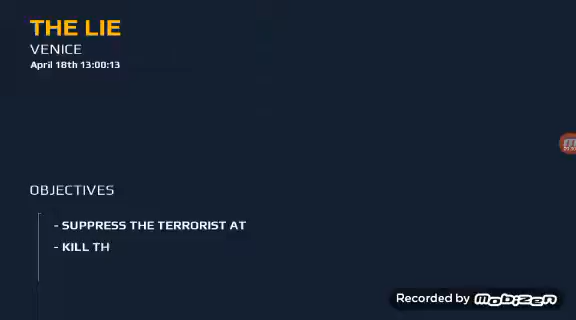 THE LIE
VENICE
April 18th 13:00:13
OBJECTIVES
- SUPPRESS THE TERRORIST AT
- KILL TH
Recorded by Mobizen